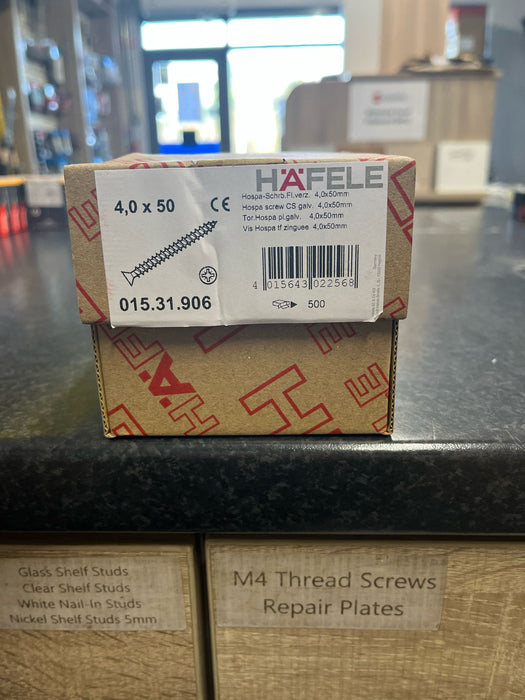 HÄFELE
4,0 x 50
CE
Hospa-Schrb.Fl.verz. 4,0x50mm
Hospa screw CS galv. 4,0x50mm
Tor.Hospa pl.galv. 4,0x50mm
Vis Hospa tf zinguee 4,0x50mm
4 015643 022568
015.31.906
500
Glass Shelf Studs
Clear Shelf Studs
White Nail-In Studs
Nickel Shelf Studs 5mm
M4 Thread Screws
Repair Plates